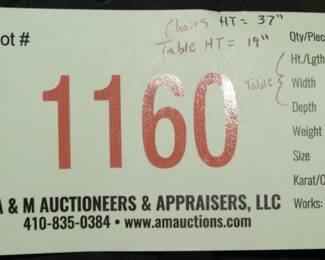 ot #
Chairs HT = 37"
Table HT = 19"
Qty/Piec
Ht./Lgth
Table { Width
Depth
Weight
Size
Karat/C
Works:
1160
A & M AUCTIONEERS & APPRAISERS, LLC
410-835-0384 • www.amauctions.com